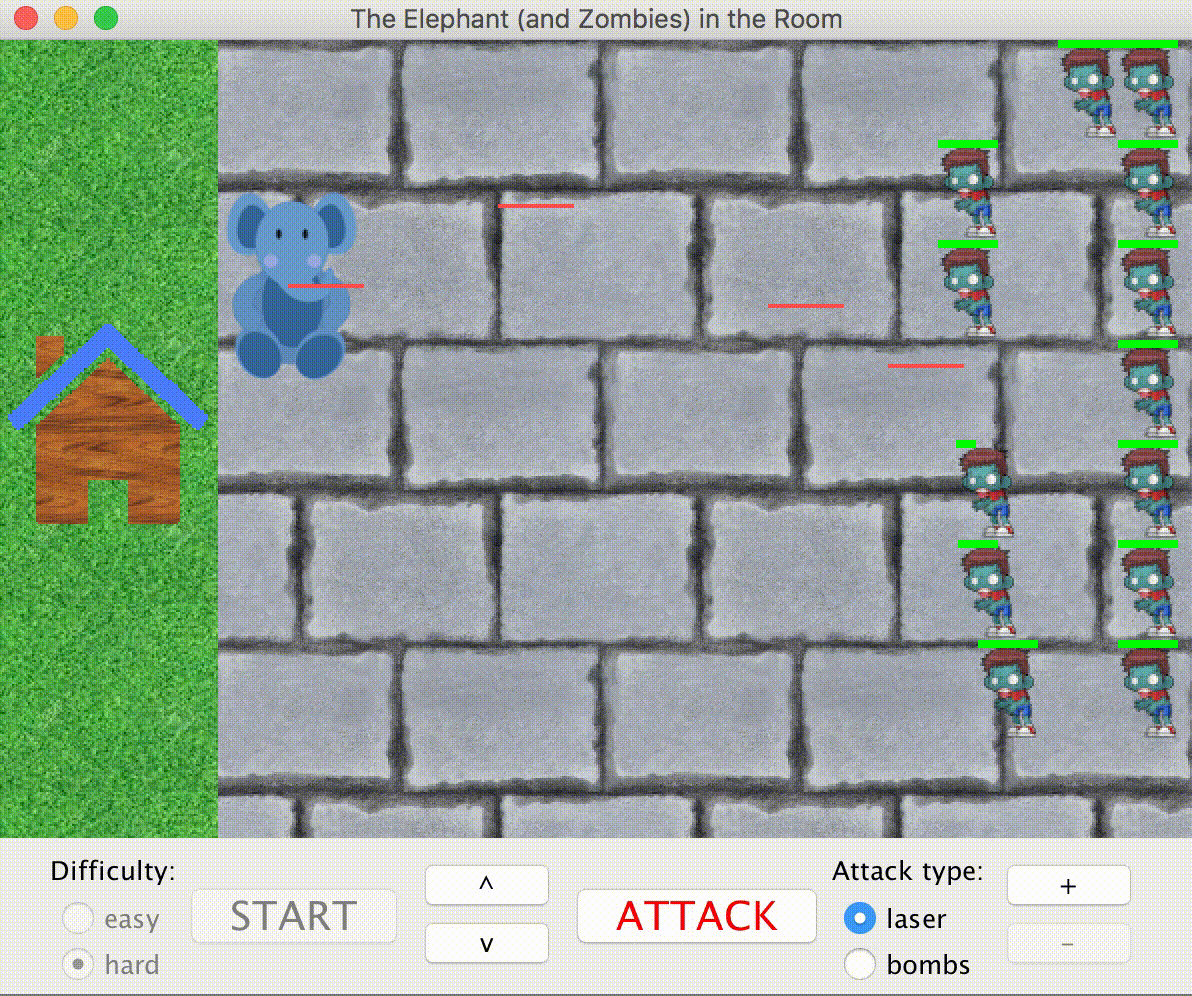 The Elephant (and Zombies) in the Room
Difficulty:
easy
hard
START
^
v
ATTACK
Attack type:
laser
bombs
+
-